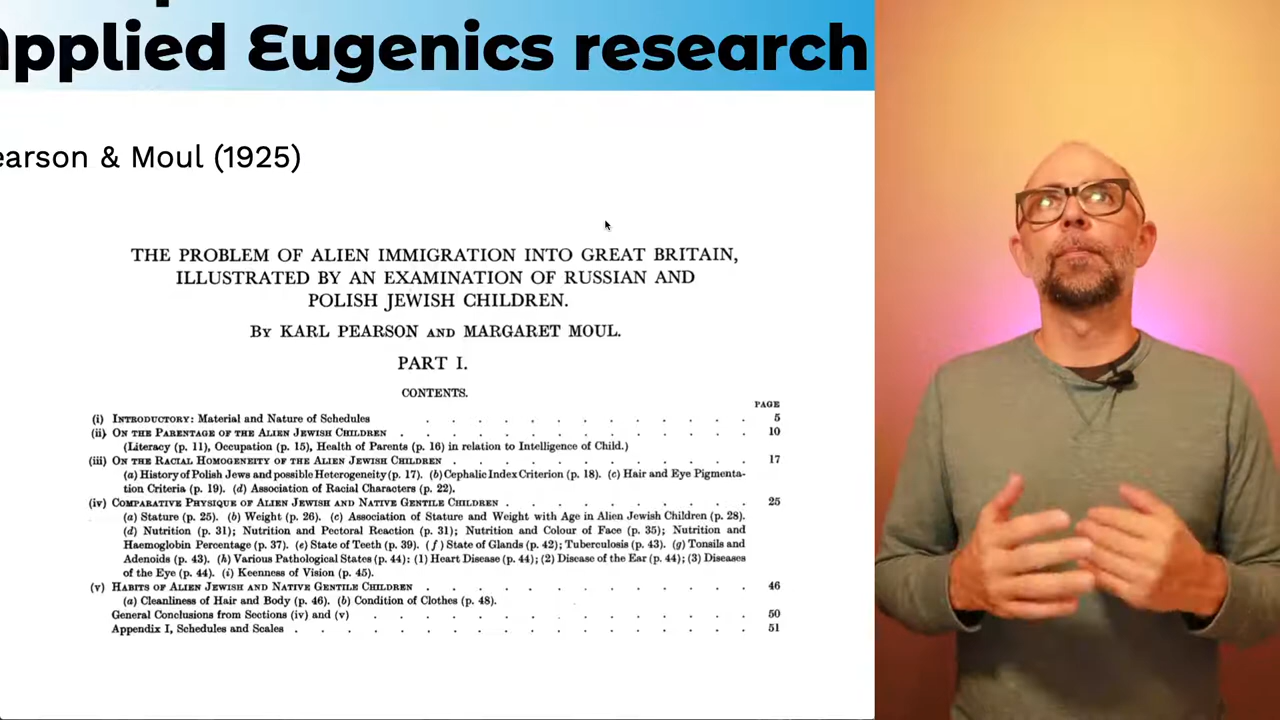 applied Eugenics research
earson & Moul (1925)
THE PROBLEM OF ALIEN IMMIGRATION INTO GREAT BRITAIN,
ILLUSTRATED BY AN EXAMINATION OF RUSSIAN AND
POLISH JEWISH CHILDREN.
BY KARL PEARSON AND MARGARET MOUL.
PART I.
CONTENTS.
PAGE
(i) INTRODUCTORY: Material and Nature of Schedules . . . . . . . . . . . 5
(ii) ON THE PARENTAGE OF THE ALIEN JEWISH CHILDREN . . . . . . . . . . . 10
(Literacy (p. 11), Occupation (p. 15), Health of Parents (p. 16) in relation to Intelligence of Child.)
(iii) ON THE RACIAL HOMOGENEITY OF THE ALIEN JEWISH CHILDREN . . . . . . . . . . 17
(a) History of Polish Jews and possible Heterogeneity (p. 17). (b) Cephalic Index Criterion (p. 18). (c) Hair and Eye Pigmenta-
tion Criteria (p. 19). (d) Association of Racial Characters (p. 22).
(iv) COMPARATIVE PHYSIQUE OF ALIEN JEWISH AND NATIVE GENTILE CHILDREN . . . . . . . . 25
(a) Stature (p. 25). (b) Weight (p. 26). (c) Association of Stature and Weight with Age in Alien Jewish Children (p. 28).
(d) Nutrition (p. 31); Nutrition and Pectoral Reaction (p. 31); Nutrition and Colour of Face (p. 35); Nutrition and
Haemoglobin Percentage (p. 37). (e) State of Teeth (p. 39). (f) State of Glands (p. 42); Tuberculosis (p. 43). (g) Tonsils and
Adenoids (p. 43). (h) Various Pathological States (p. 44): (1) Heart Disease (p. 44); (2) Disease of the Ear (p. 44); (3) Diseases
of the Eye (p. 44). (i) Keenness of Vision (p. 45).
(v) HABITS OF ALIEN JEWISH AND NATIVE GENTILE CHILDREN . . . . . . . . . . . 46
(a) Cleanliness of Hair and Body (p. 46). (b) Condition of Clothes (p. 48).
General Conclusions from Sections (iv) and (v) . . . . . . . . . . . . 50
Appendix I, Schedules and Scales . . . . . . . . . . . . . . 51